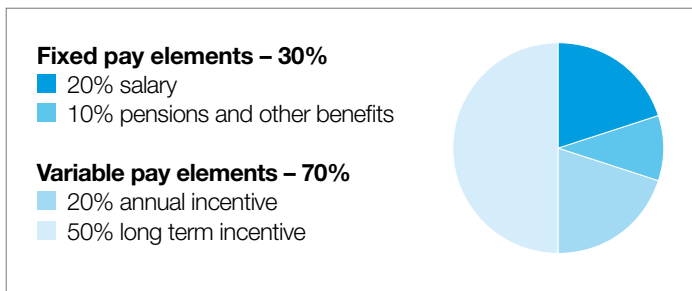 Fixed pay elements – 30%
20% salary
10% pensions and other benefits
Variable pay elements – 70%
20% annual incentive
50% long term incentive